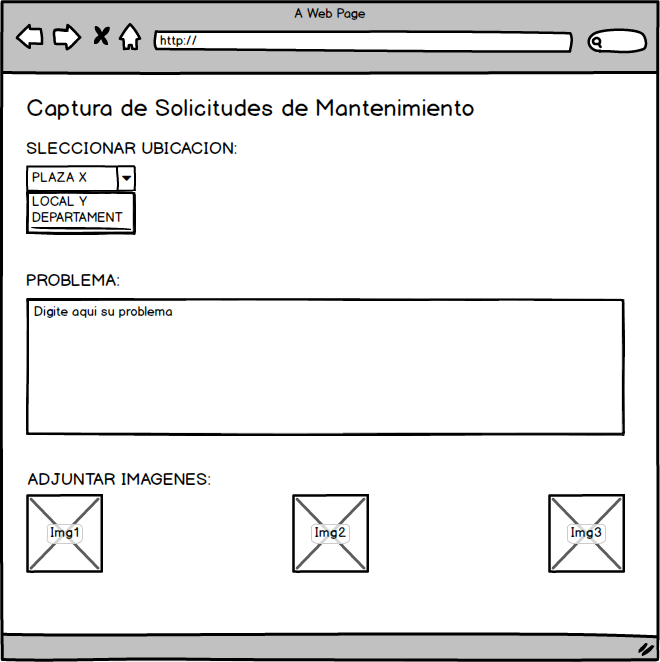 A Web Page
http://
Captura de Solicitudes de Mantenimiento
SLECCIONAR UBICACION:
PLAZA X
LOCAL Y
DEPARTAMENT
PROBLEMA:
Digite aqui su problema
ADJUNTAR IMAGENES:
Img1 Img2 Img3